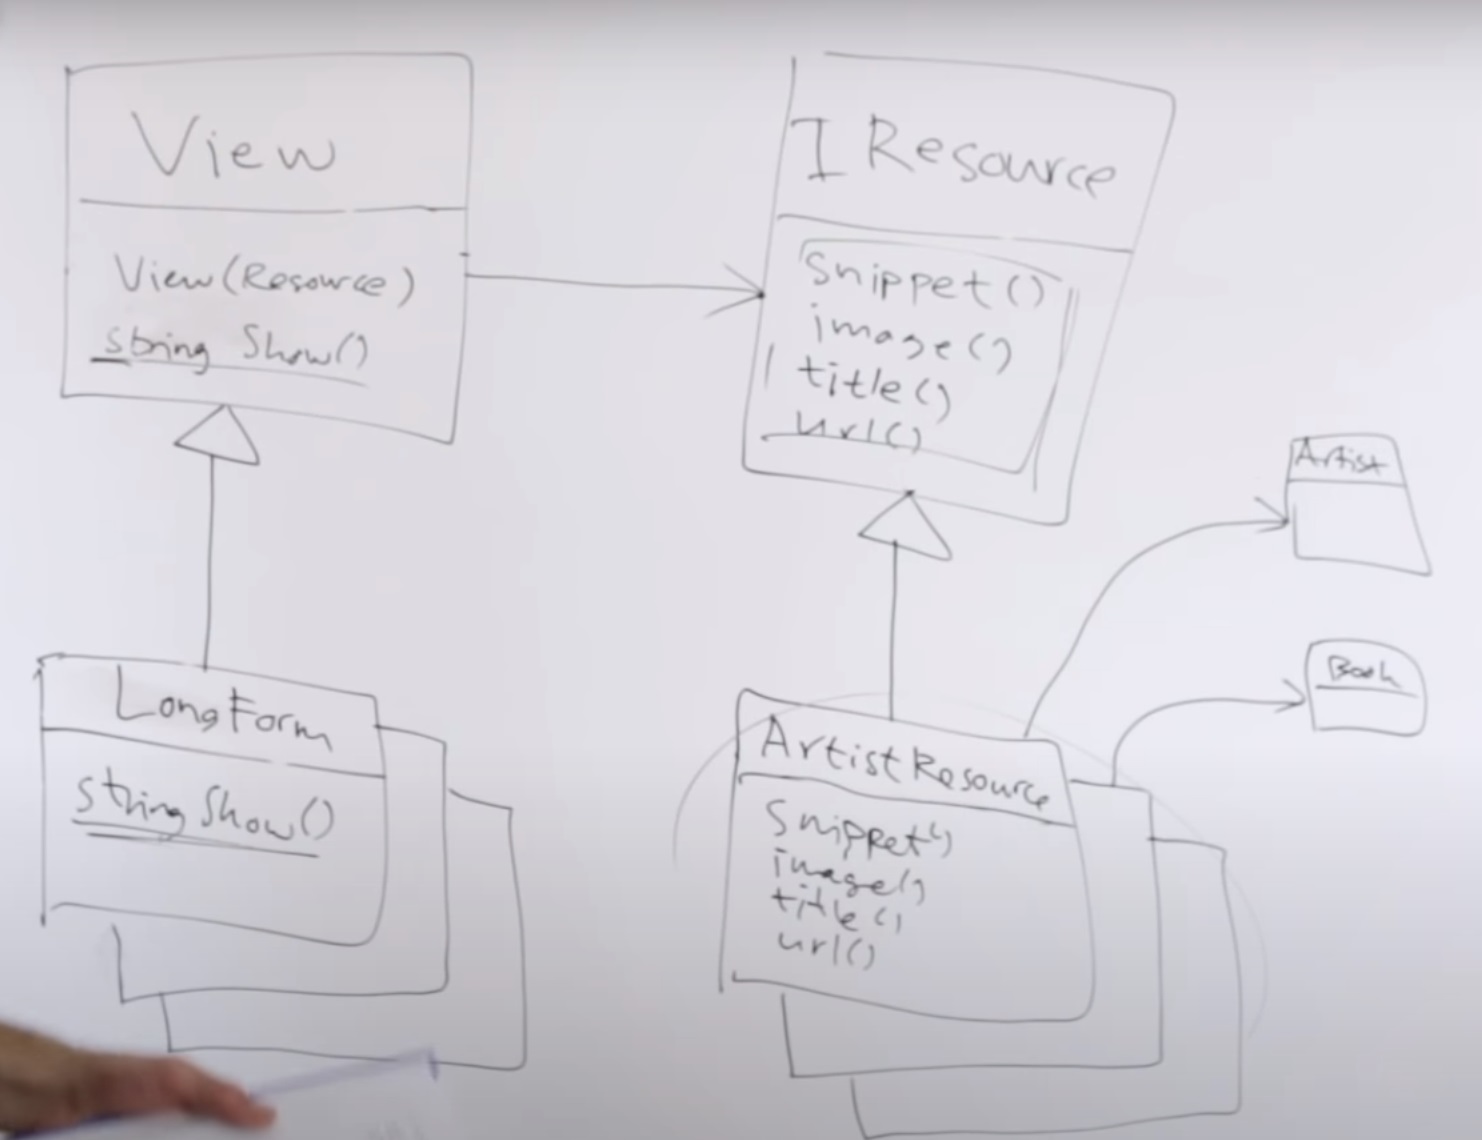 View
View(Resource)
string Show()
I Resource
Snippet()
image()
title()
url()
Artist
Book
LongForm
string Show()
ArtistResource
Snippet()
image()
title()
url()